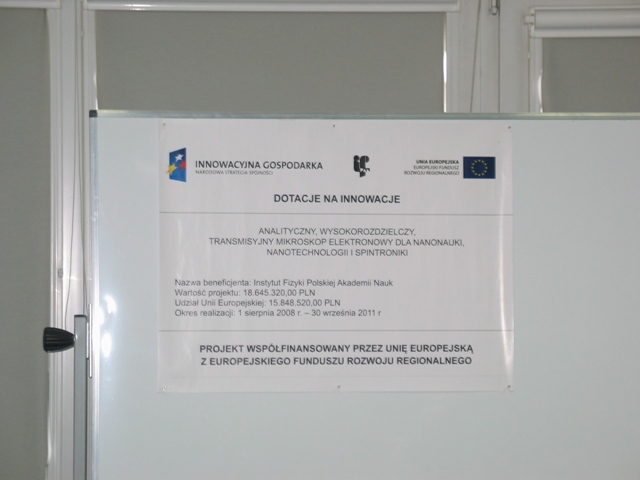 INNOWACYJNA GOSPODARKA
NARODOWA STRATEGIA SPÓJNOŚCI
UNIA EUROPEJSKA
EUROPEJSKI FUNDUSZ
ROZWOJU REGIONALNEGO
DOTACJE NA INNOWACJE
ANALITYCZNY, WYSOKOROZDZIELCZY,
TRANSMISYJNY MIKROSKOP ELEKTRONOWY DLA NANONAUKI,
NANOTECHNOLOGII I SPINTRONIKI
Nazwa beneficjenta: Instytut Fizyki Polskiej Akademii Nauk
Wartość projektu: 18.645.320,00 PLN
Udział Unii Europejskiej: 15.848.520,00 PLN
Okres realizacji: 1 sierpnia 2008 r. – 30 września 2011 r
PROJEKT WSPÓŁFINANSOWANY PRZEZ UNIĘ EUROPEJSKĄ
Z EUROPEJSKIEGO FUNDUSZU ROZWOJU REGIONALNEGO